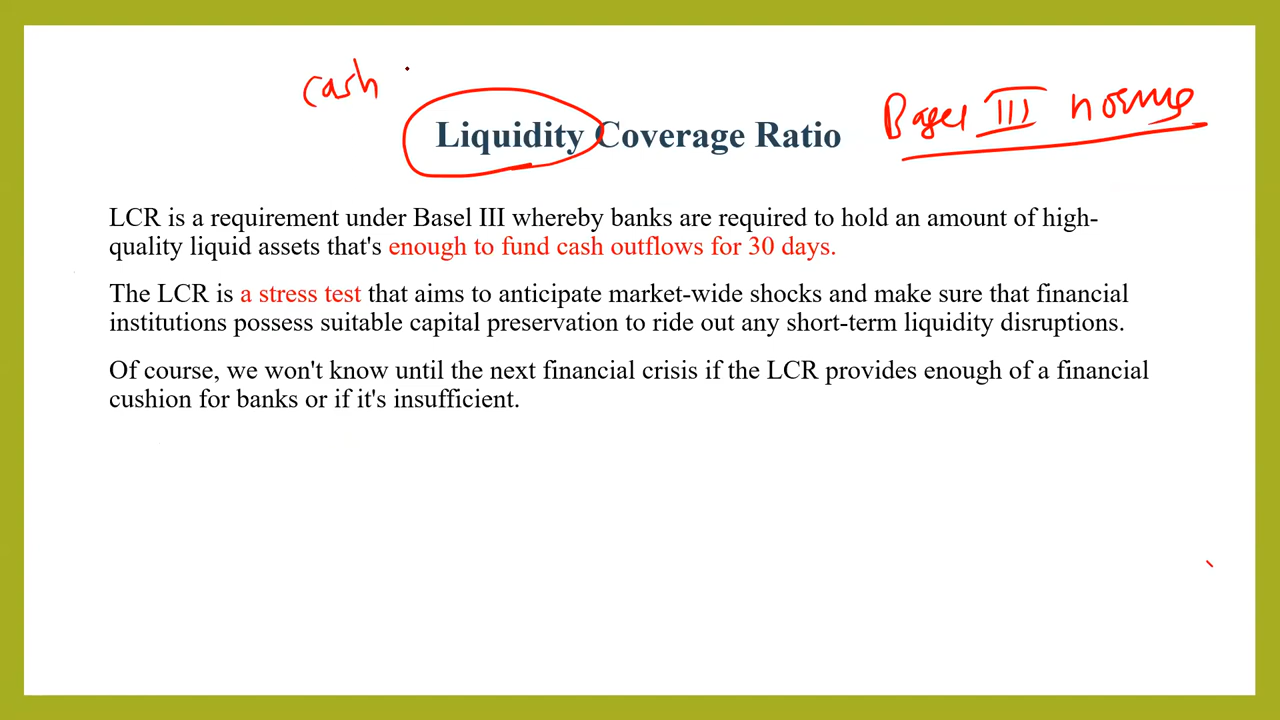 cash
Liquidity Coverage Ratio
Basel III norms
LCR is a requirement under Basel III whereby banks are required to hold an amount of high-
quality liquid assets that's enough to fund cash outflows for 30 days.
The LCR is a stress test that aims to anticipate market-wide shocks and make sure that financial
institutions possess suitable capital preservation to ride out any short-term liquidity disruptions.
Of course, we won't know until the next financial crisis if the LCR provides enough of a financial
cushion for banks or if it's insufficient.